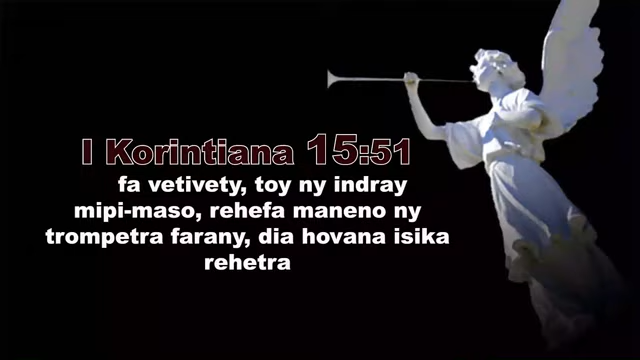 I Korintiana 15:51
fa vetivety, toy ny indray
mipi-maso, rehefa maneno ny
trompetra farany, dia hovana isika
rehetra